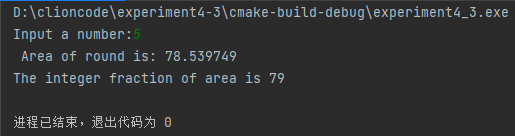 D:\clioncode\experiment4-3\cmake-build-debug\experiment4_3.exe
Input a number:5
 Area of round is: 78.539749
The integer fraction of area is 79
进程已结束，退出代码为 0